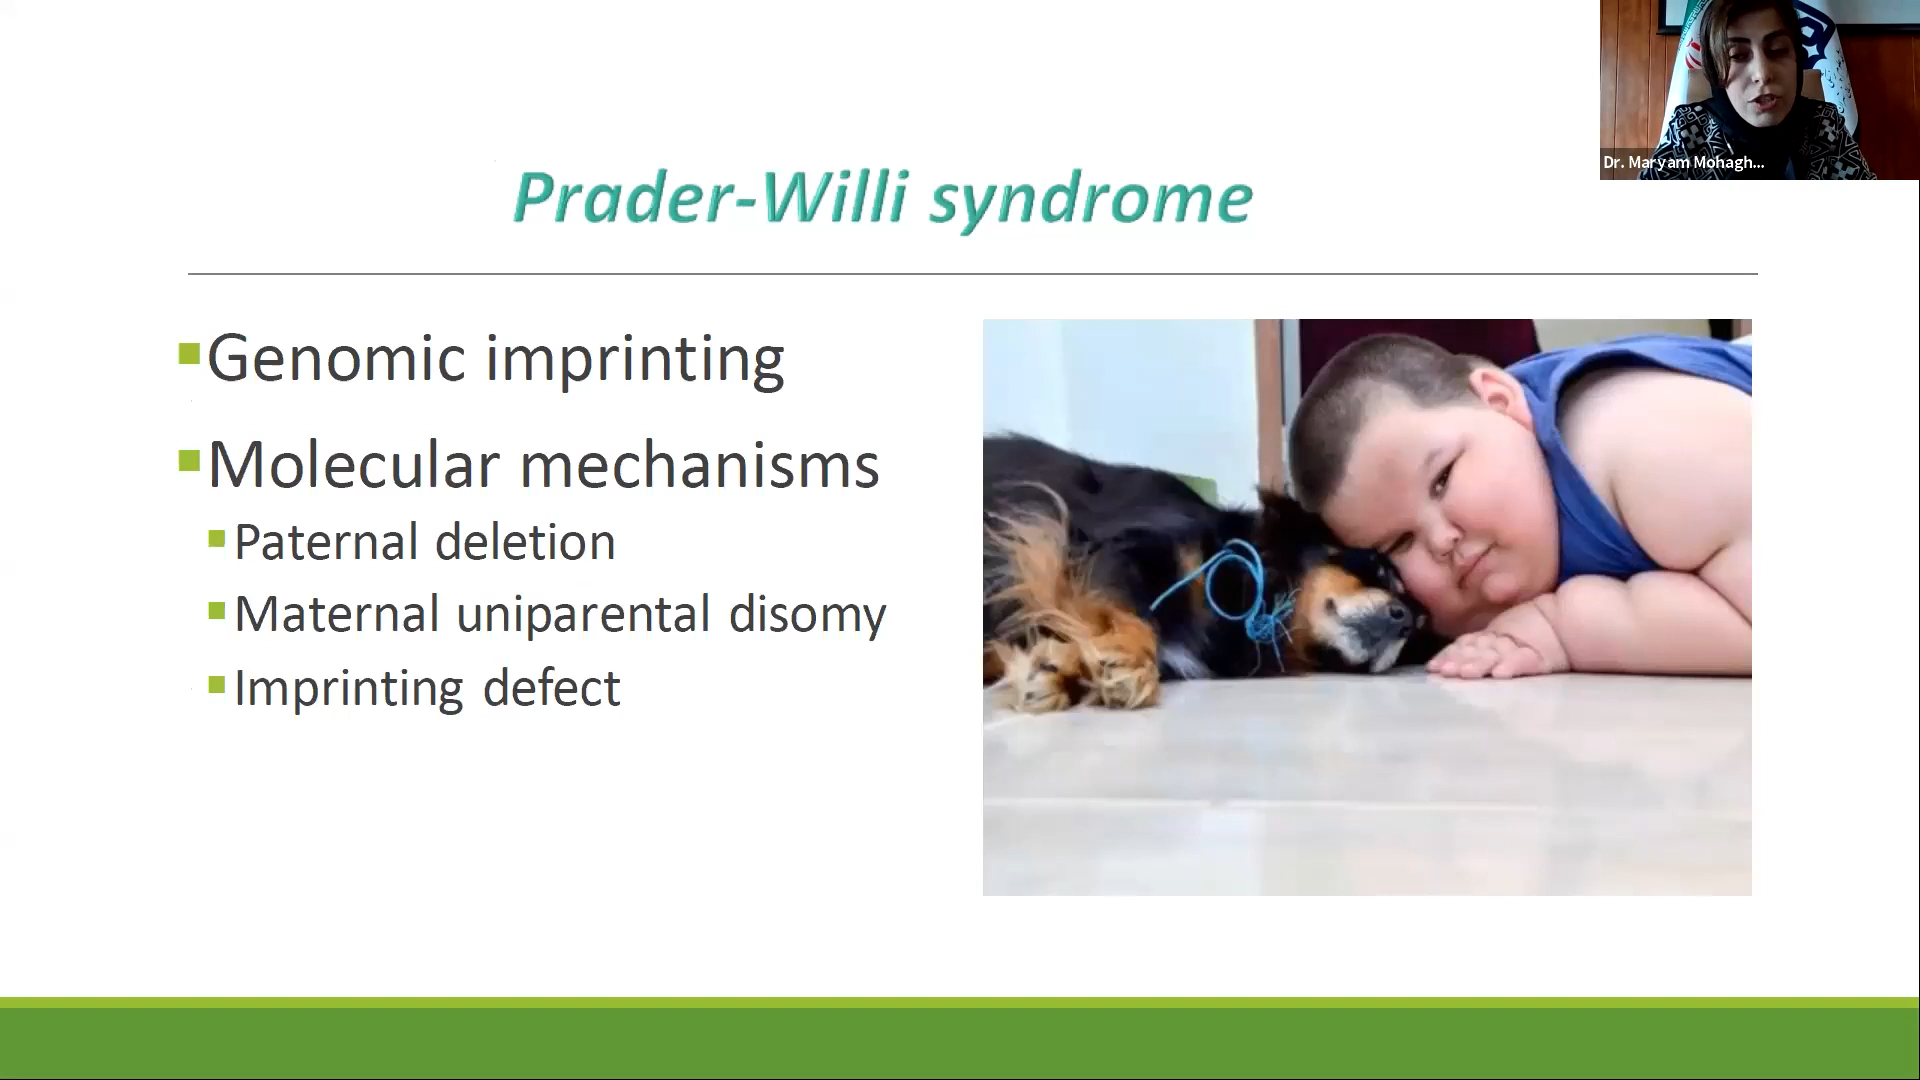 Dr. Maryam Mohagh...
Prader-Willi syndrome
Genomic imprinting
Molecular mechanisms
Paternal deletion
Maternal uniparental disomy
Imprinting defect